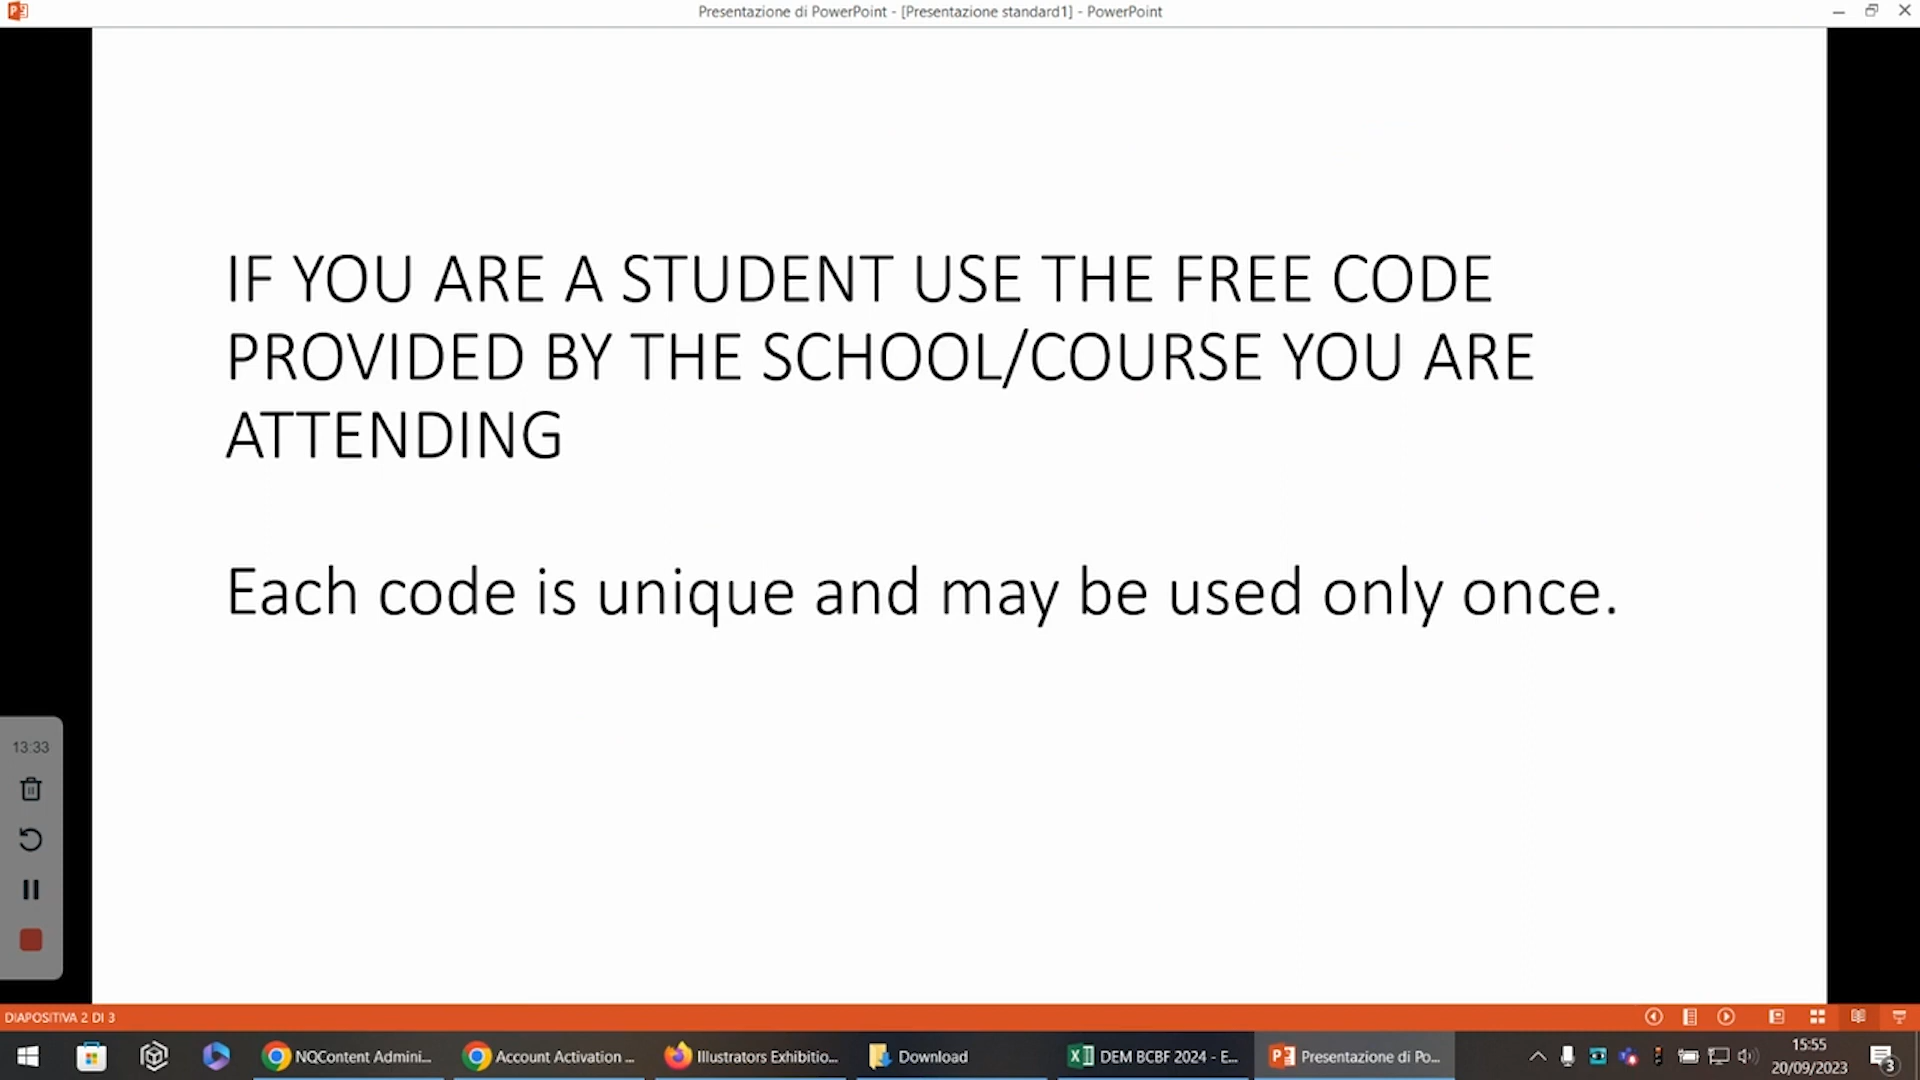 Presentazione di PowerPoint - [Presentazione standard1] - PowerPoint
IF YOU ARE A STUDENT USE THE FREE CODE
PROVIDED BY THE SCHOOL/COURSE YOU ARE
ATTENDING
Each code is unique and may be used only once.
13:33
DIAPOSITIVA 2 DI 3
NQContent Admini...
Account Activation ...
Illustrators Exhibitio...
Download
DEM BCBF 2024 - E...
Presentazione di Po...
15:55
20/09/2023
3